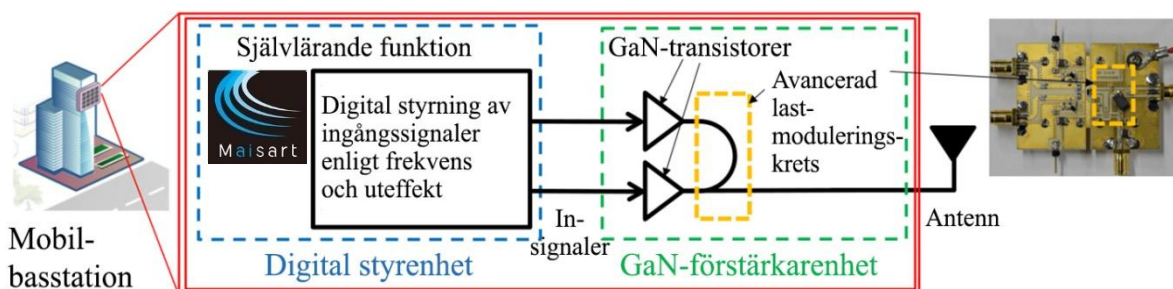 Självlärande funktion
Maisart
Digital styrning av
ingångssignaler
enligt frekvens
och uteffekt
Digital styrenhet
In-
signaler
GaN-transistorer
Avancerad
last-
modulerings-
krets
GaN-förstärkarenhet
Antenn
Mobil-
basstation